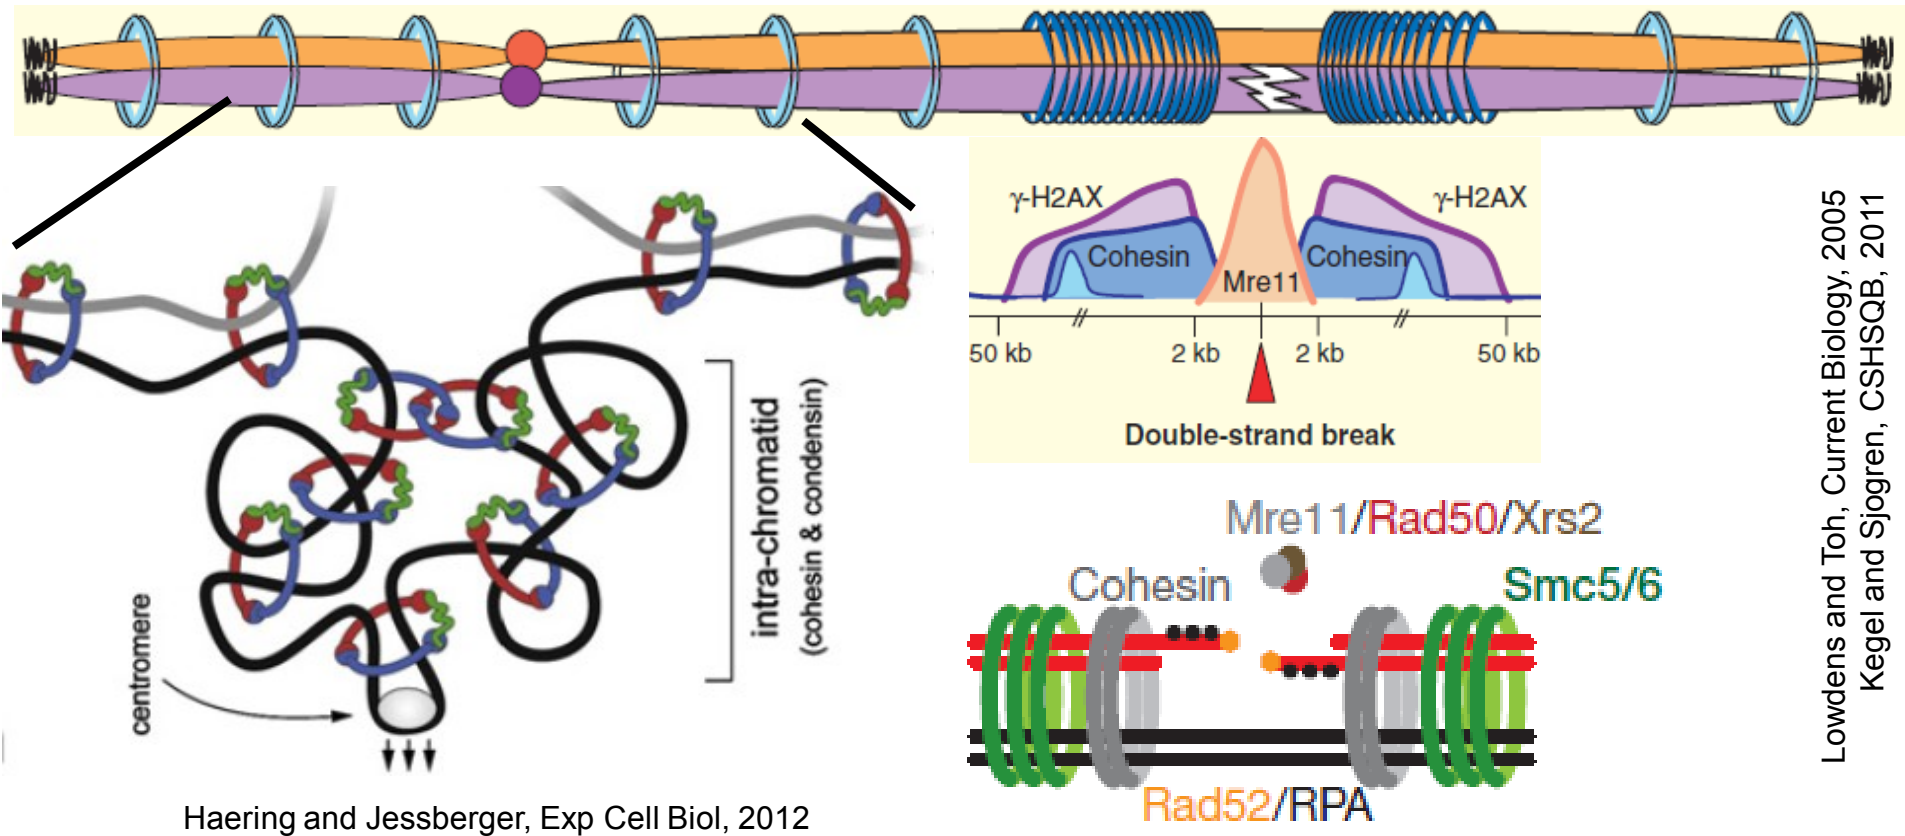 γ-H2AX
γ-H2AX
Cohesin
Cohesin
Mre11
50 kb
2 kb
2 kb
50 kb
Double-strand break
intra-chromatid
(cohesin & condensin)
centromere
Mre11/Rad50/Xrs2
Cohesin
Smc5/6
Rad52/RPA
Haering and Jessberger, Exp Cell Biol, 2012
Lowdens and Toh, Current Biology, 2005
Kegel and Sjogren, CSHSQB, 2011